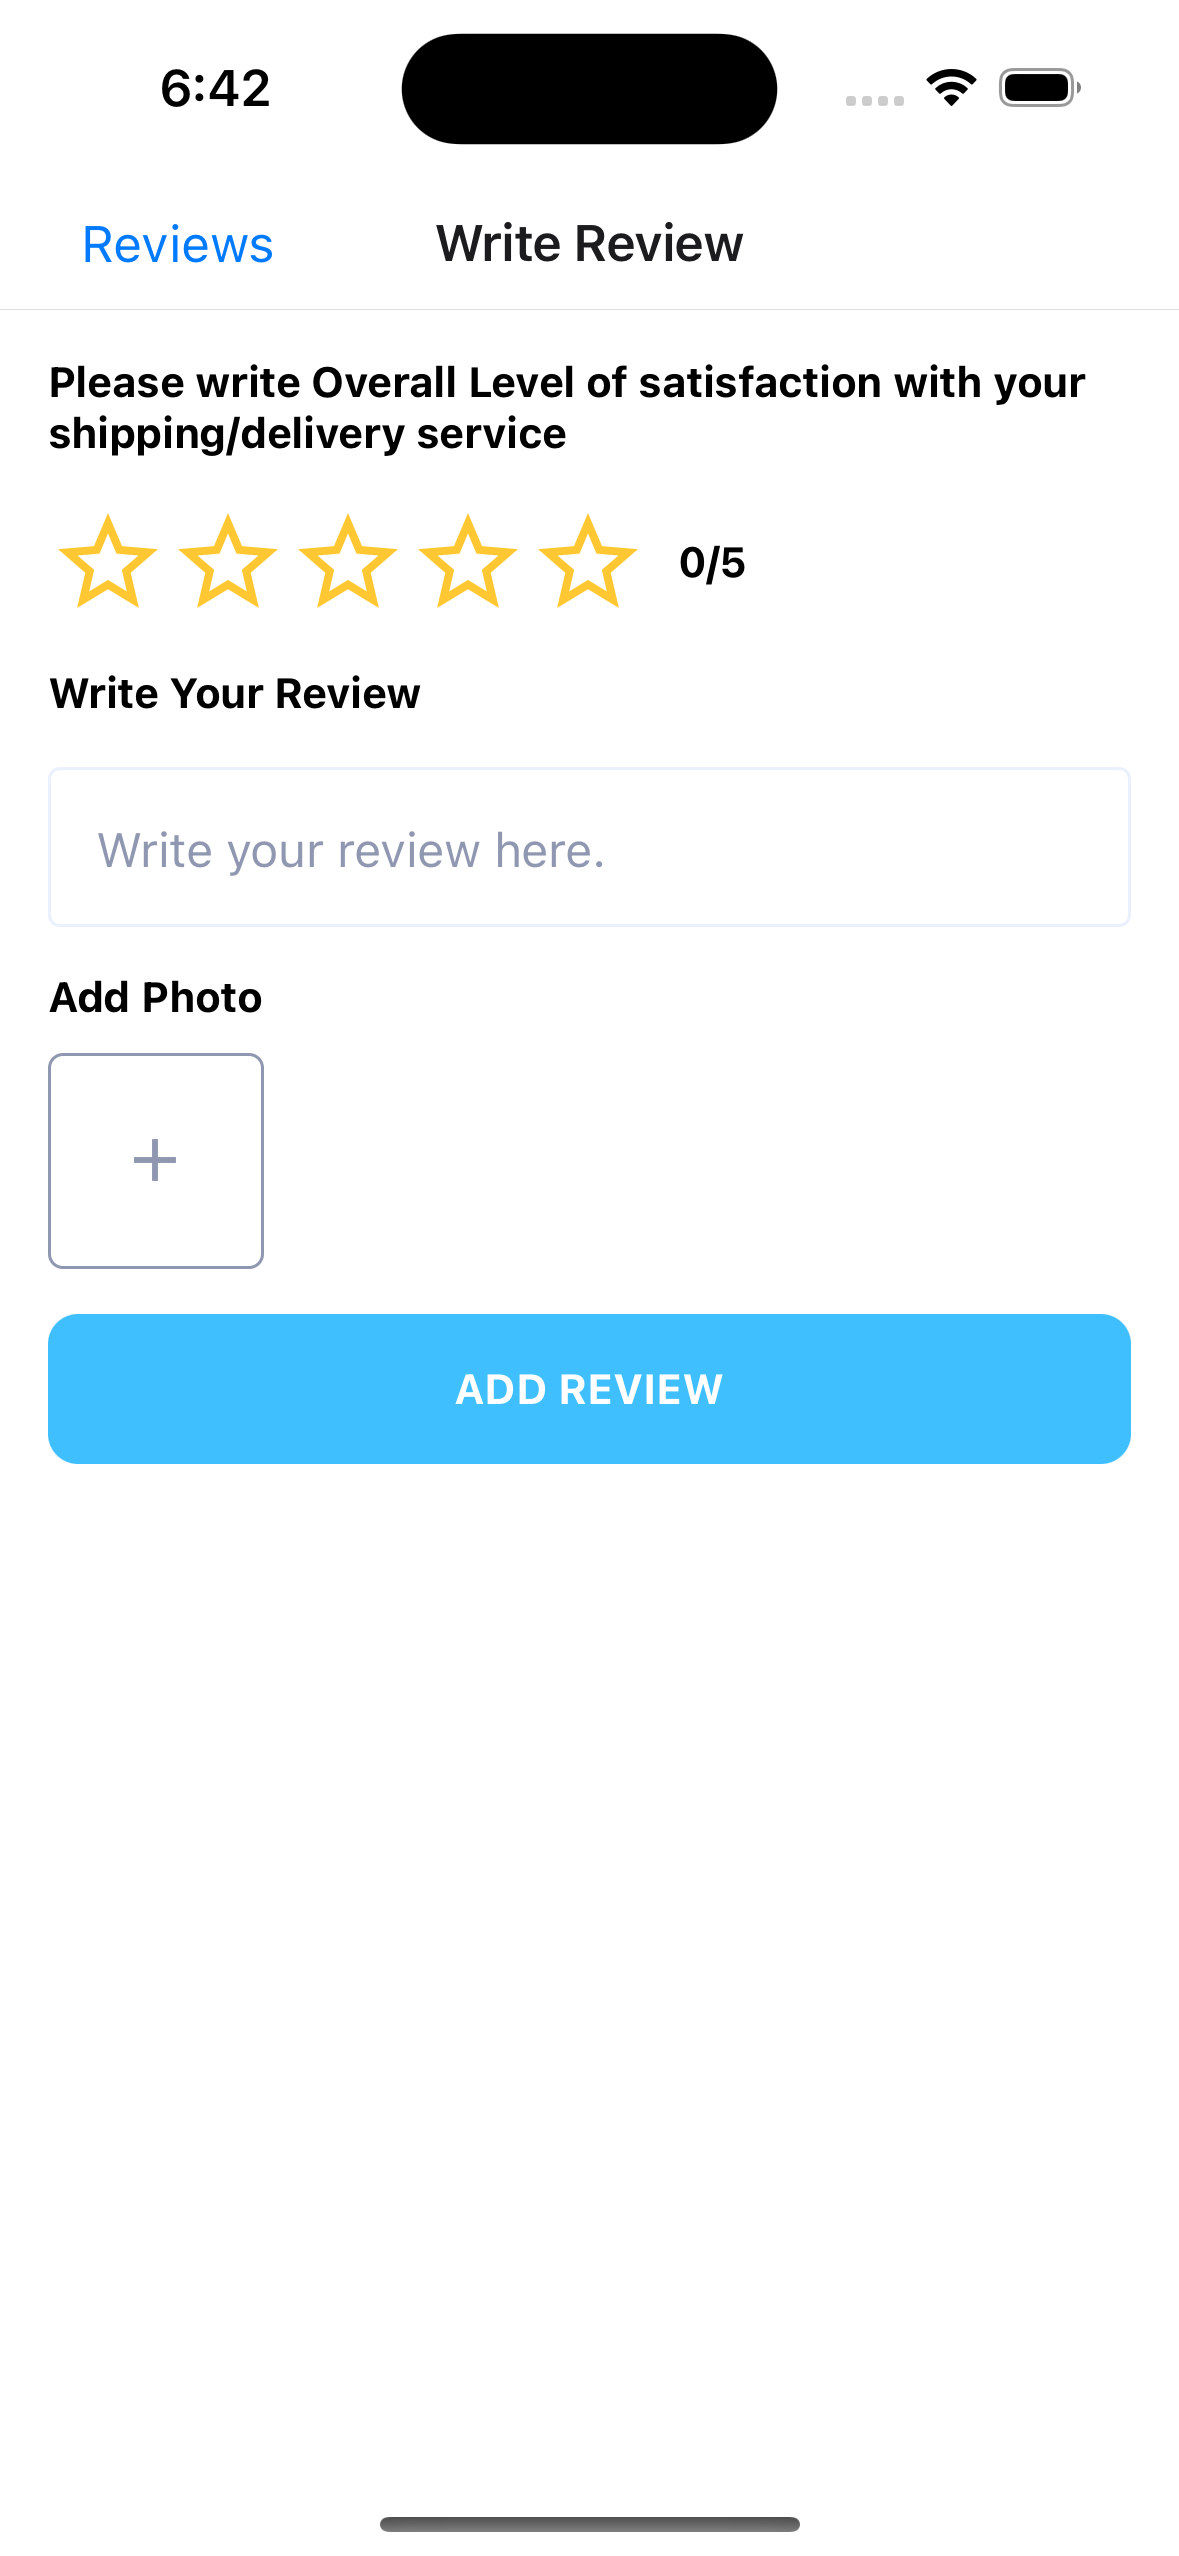 6:42
Reviews
Write Review
Please write Overall Level of satisfaction with your
shipping/delivery service
0/5
Write Your Review
Write your review here.
Add Photo
ADD REVIEW